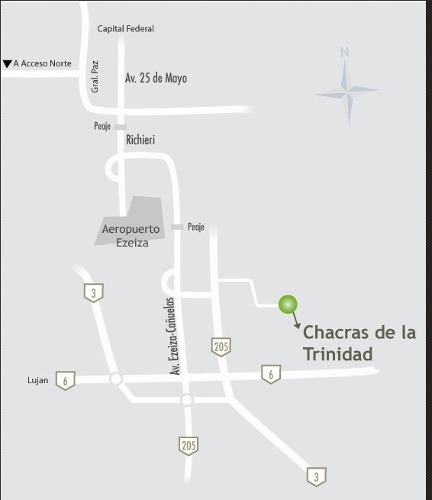 Capital Federal
N
A Acceso Norte
Gral. Paz
Av. 25 de Mayo
Peaje
Richieri
Aeropuerto
Ezeiza
Peaje
3
Av. Ezeiza-Cañuelas
Chacras de la
Trinidad
205
Lujan
6
6
205
3